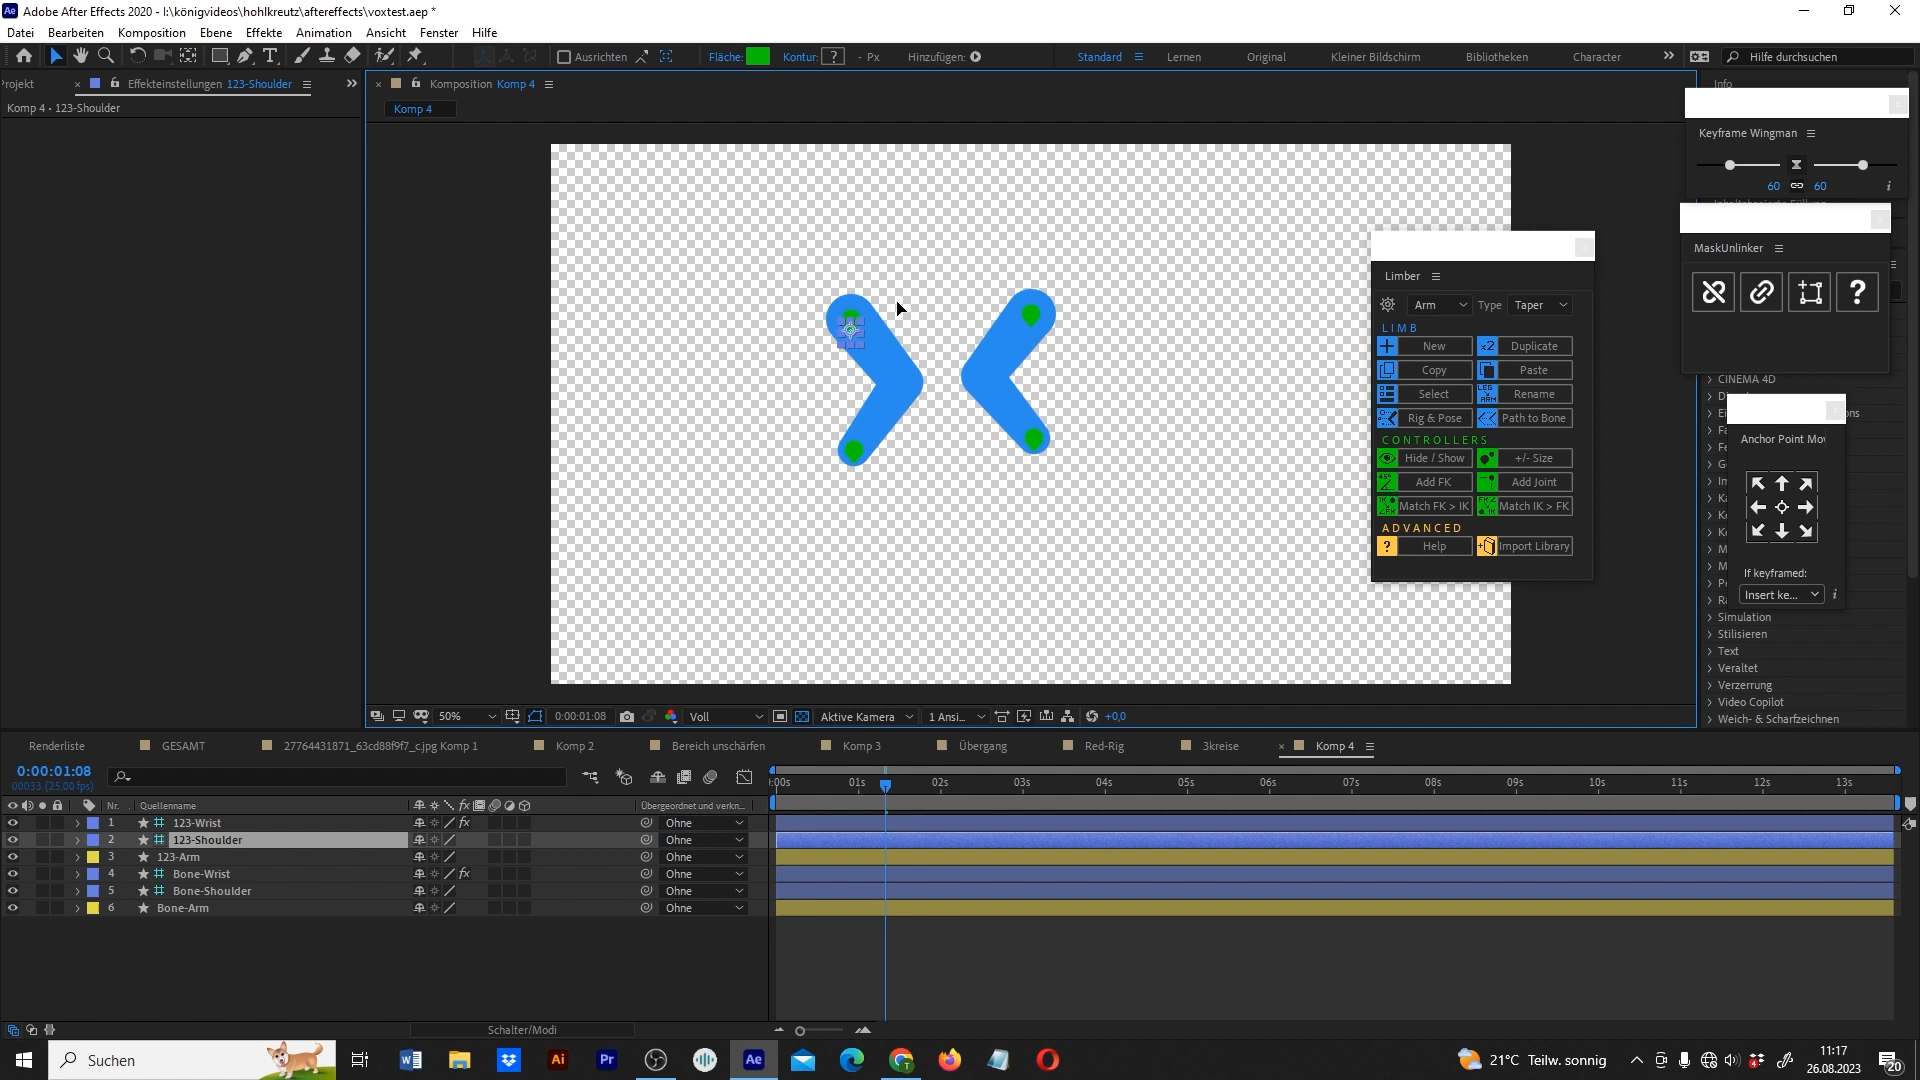 Adobe After Effects 2020 - I:\königvideos\hohlkreutz\aftereffects\voxtest.aep *
Datei Bearbeiten Komposition Ebene Effekte Animation Ansicht Fenster Hilfe
Ausrichten Fläche: Kontur: ? - Px Hinzufügen: Standard Lernen Original Kleiner Bildschirm Bibliotheken Character Hilfe durchsuchen
rojekt Effekteinstellungen 123-Shoulder Komposition Komp 4 Info
Komp 4 • 123-Shoulder
Komp 4
Keyframe Wingman
60 60
MaskUnlinker
?
Limber
Arm Type Taper
LIMB
New x2 Duplicate
Copy Paste
Select Rename
Rig & Pose Path to Bone
CONTROLLERS
Hide / Show +/- Size
Add FK Add Joint
Match FK > IK Match IK > FK
ADVANCED
? Help Import Library
CINEMA 4D
Anchor Point Mov
If keyframed:
Insert ke...
Simulation
Stilisieren
Text
Veraltet
Verzerrung
Video Copilot
Weich- & Scharfzeichnen
50% 0:00:01:08 Voll Aktive Kamera 1 Ansi... +0,0
Renderliste GESAMT 27764431871_63cd88f9f7_c.jpg Komp 1 Komp 2 Bereich unschärfen Komp 3 Übergang Red-Rig 3kreise Komp 4
0:00:01:08
00033 (25.00 fps)
:00s 01s 02s 03s 04s 05s 06s 07s 08s 09s 10s 11s 12s 13s
Nr. Quellenname Übergeordnet und verkn...
1 123-Wrist Ohne
2 123-Shoulder Ohne
3 123-Arm Ohne
4 Bone-Wrist Ohne
5 Bone-Shoulder Ohne
6 Bone-Arm Ohne
Schalter/Modi
Suchen 21°C Teilw. sonnig 11:17
26.08.2023
20